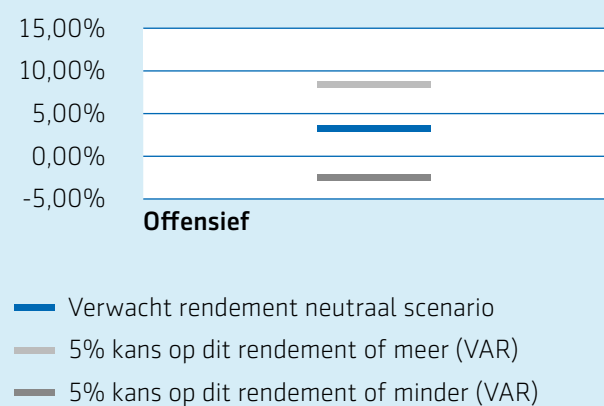 15,00%
10,00%
5,00%
0,00%
-5,00%
Offensief
Verwacht rendement neutraal scenario
5% kans op dit rendement of meer (VAR)
5% kans op dit rendement of minder (VAR)